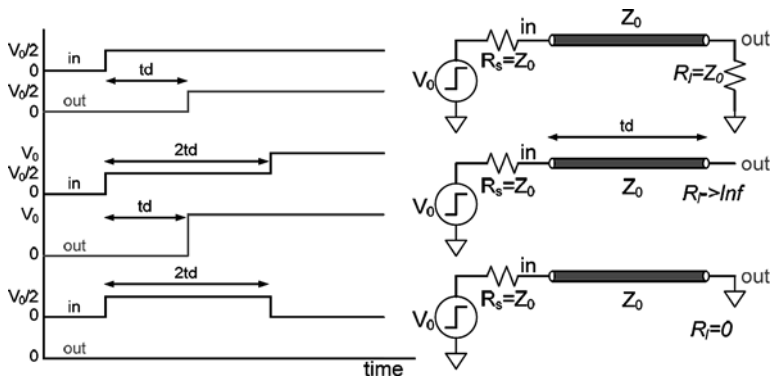 V₀/2
in
0
td
V₀/2
out
0
V₀
2td
V₀/2
in
0
V₀
td
out
0
2td
V₀/2
in
0
out
0
time
in
Z₀
out
Rₛ=Z₀
Rₗ=Z₀
V₀
td
in
out
Rₛ=Z₀
Z₀
Rₗ->Inf
V₀
in
out
Rₛ=Z₀
Z₀
V₀
Rₗ=0